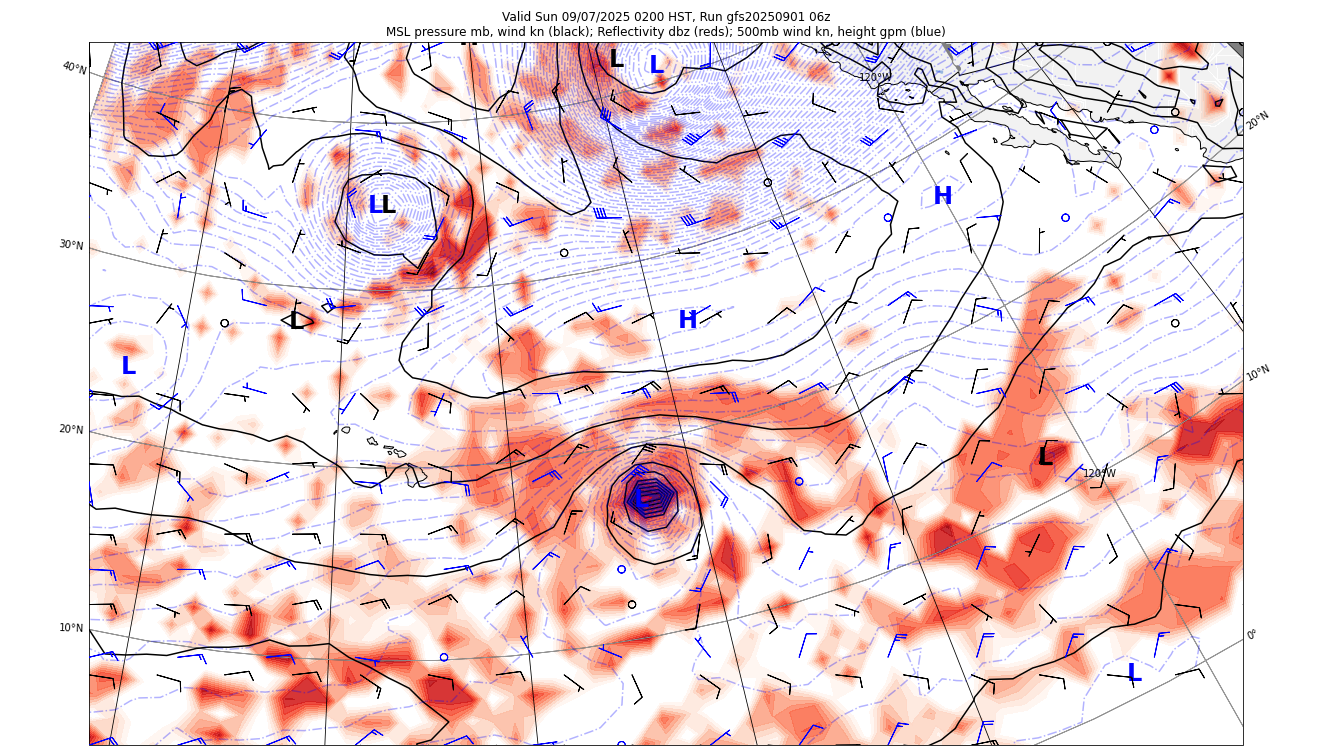 Valid Sun 09/07/2025 0200 HST, Run gfs20250901 06z
MSL pressure mb, wind kn (black); Reflectivity dbz (reds); 500mb wind kn, height gpm (blue)
L
L
40°N
120°W
20°N
L
L
H
30°N
L
H
L
10°N
20°N
L
120°W
L
10°N
0°
L